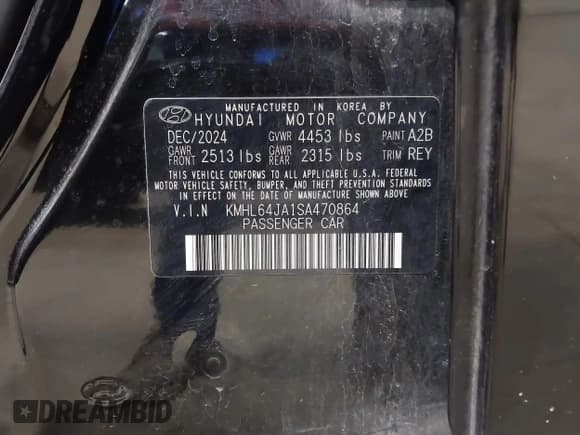 MANUFACTURED IN KOREA BY
HYUNDAI MOTOR COMPANY
DEC/2024 GVWR 4453 lbs PAINT A2B
GAWR FRONT 2513 lbs GAWR REAR 2315 lbs TRIM REY
THIS VEHICLE CONFORMS TO ALL APPLICABLE U.S.A. FEDERAL
MOTOR VEHICLE SAFETY, BUMPER, AND THEFT PREVENTION
STANDARDS IN EFFECT ON THE DATE OF MANUFACTURE SHOWN ABOVE
V.I.N KMHL64JA1SA470864
PASSENGER CAR
DREAMBID